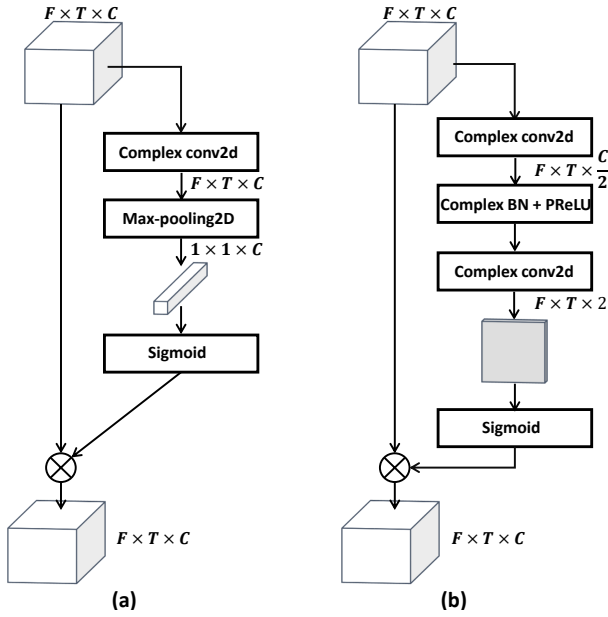 F × T × C
Complex conv2d
F × T × C
Max-pooling2D
1 × 1 × C
Sigmoid
F × T × C
(a)
F × T × C
Complex conv2d
F × T × C/2
Complex BN + PReLU
Complex conv2d
F × T × 2
Sigmoid
F × T × C
(b)